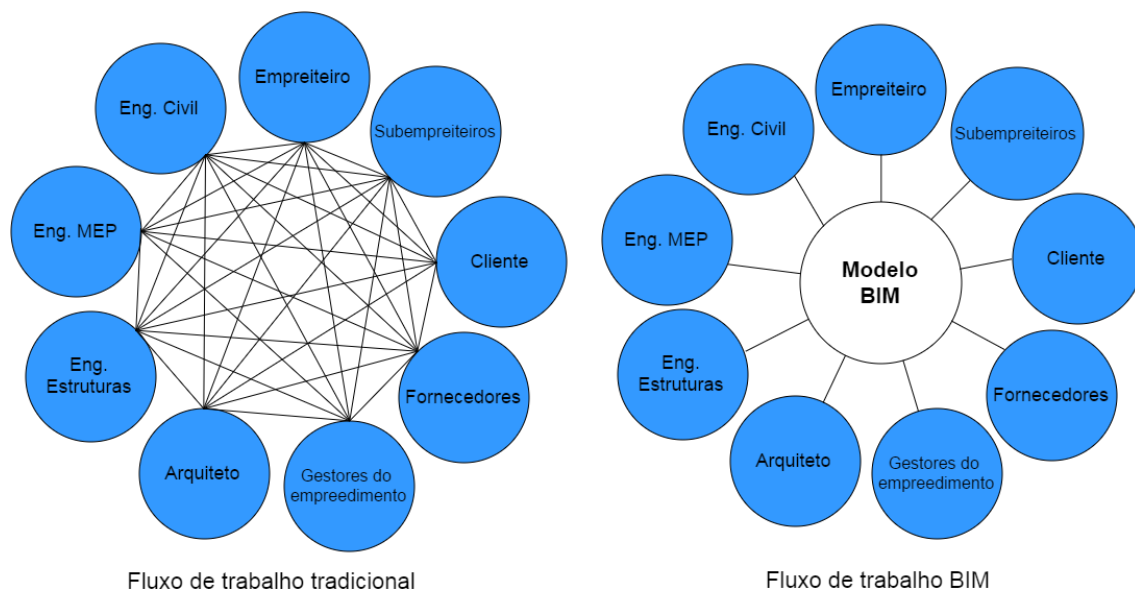 Empreiteiro
Eng. Civil
Subempreiteiros
Eng. MEP
Cliente
Eng.
Estruturas
Fornecedores
Arquiteto
Gestores do
empreedimento
Fluxo de trabalho tradicional
Empreiteiro
Eng. Civil
Subempreiteiros
Eng. MEP
Cliente
Modelo
BIM
Eng.
Estruturas
Fornecedores
Arquiteto
Gestores do
empreedimento
Fluxo de trabalho BIM